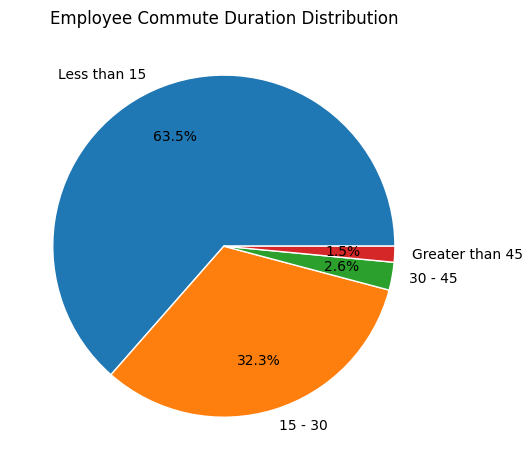 Employee Commute Duration Distribution
Less than 15
63.5%
1.5%
Greater than 45
2.6%
30 - 45
32.3%
15 - 30